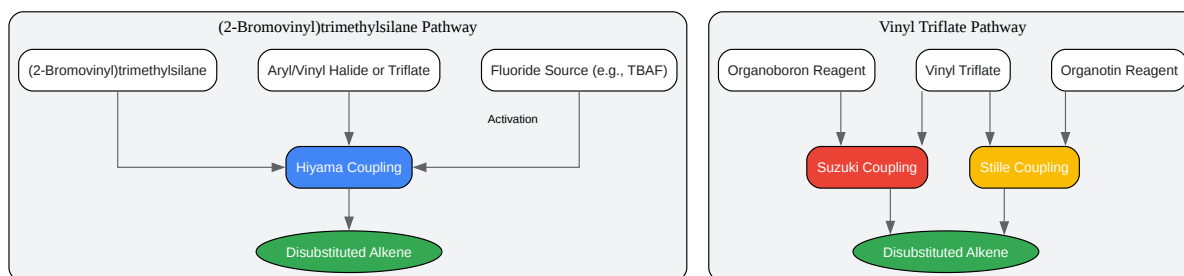 (2-Bromovinyl)trimethylsilane Pathway
(2-Bromovinyl)trimethylsilane
Aryl/Vinyl Halide or Triflate
Fluoride Source (e.g., TBAF)
Activation
Hiyama Coupling
Disubstituted Alkene
Vinyl Triflate Pathway
Organoboron Reagent
Vinyl Triflate
Organotin Reagent
Suzuki Coupling
Stille Coupling
Disubstituted Alkene